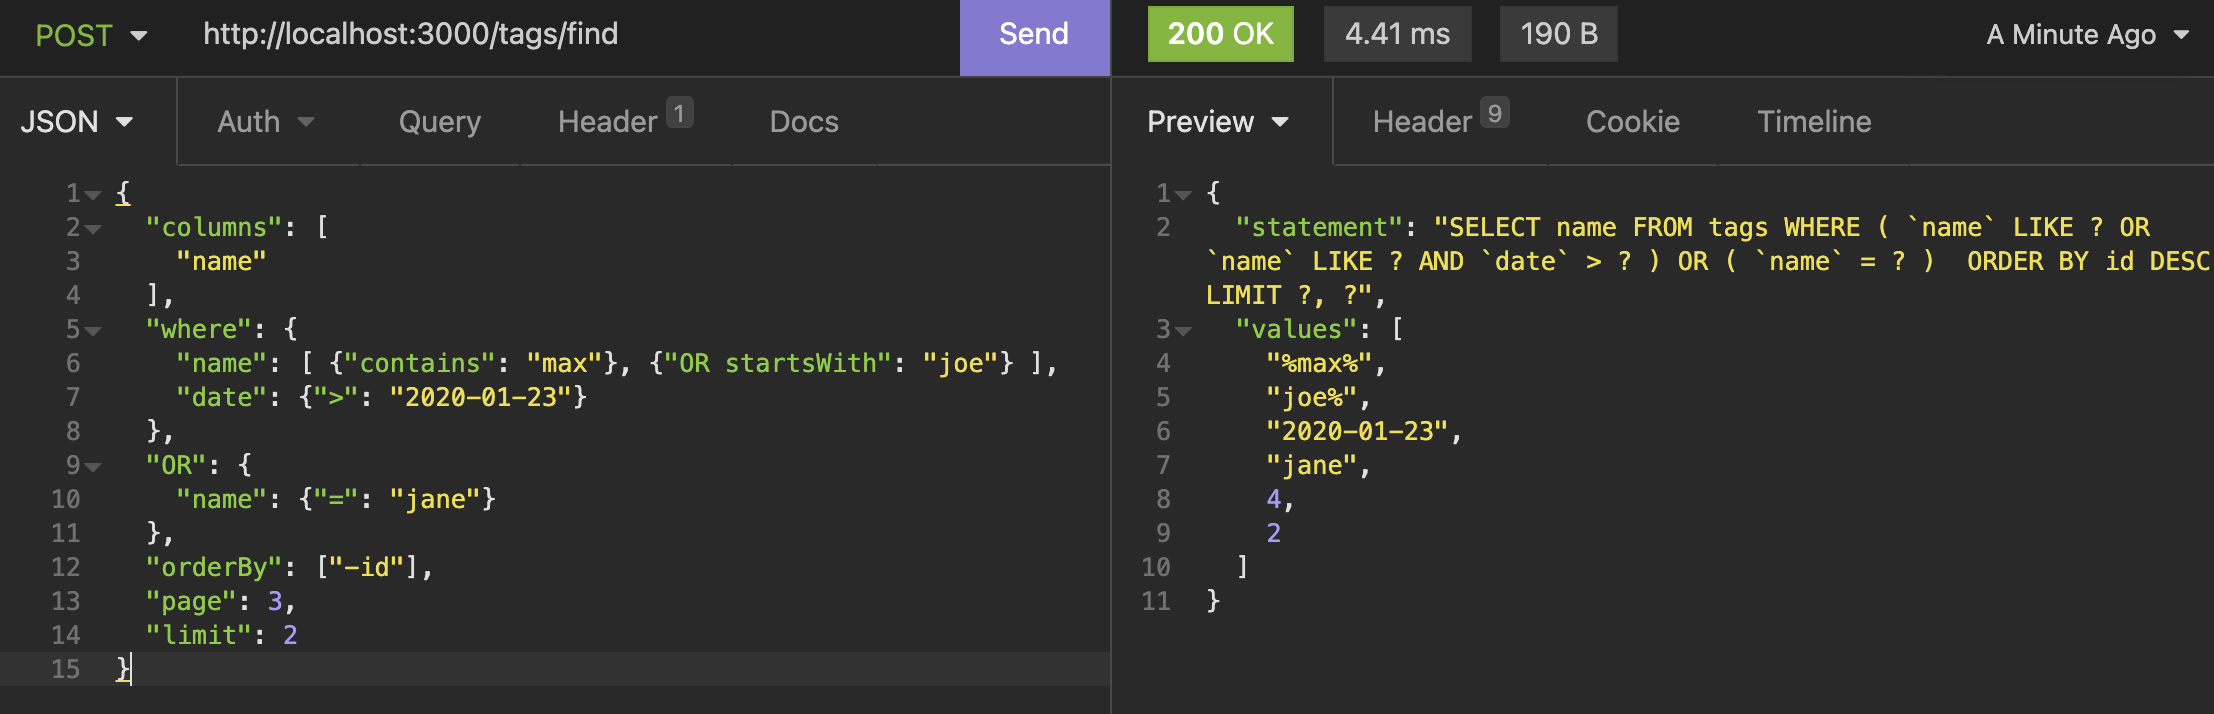 POST http://localhost:3000/tags/find Send
JSON Auth Query Header 1 Docs
1 {
2 "columns": [
3 "name"
4 ],
5 "where": {
6 "name": [ {"contains": "max"}, {"OR startsWith": "joe"} ],
7 "date": {">": "2020-01-23"}
8 },
9 "OR": {
10 "name": {"=": "jane"}
11 },
12 "orderBy": ["-id"],
13 "page": 3,
14 "limit": 2
15 }
200 OK 4.41 ms 190 B A Minute Ago
Preview Header 9 Cookie Timeline
1 {
2 "statement": "SELECT name FROM tags WHERE ( `name` LIKE ? OR
`name` LIKE ? AND `date` > ? ) OR ( `name` = ? )  ORDER BY id DESC
LIMIT ?, ?",
3 "values": [
4 "%max%",
5 "joe%",
6 "2020-01-23",
7 "jane",
8 4,
9 2
10 ]
11 }